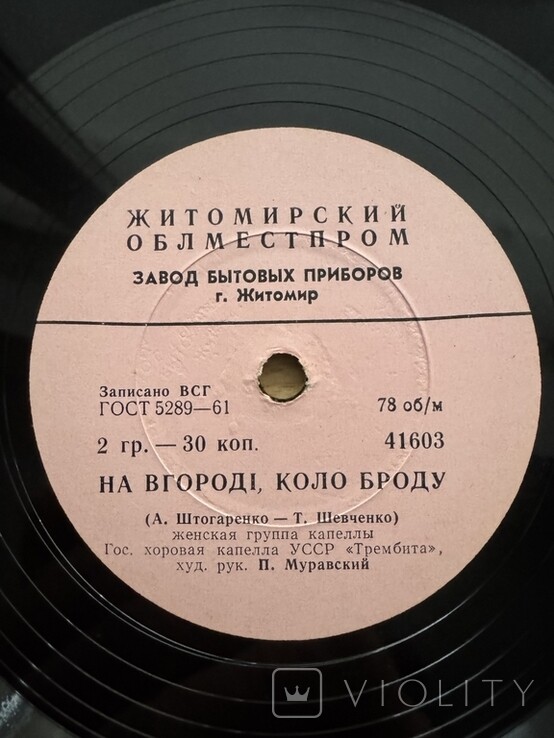 ЖИТОМИРСКИЙ
ОБЛМЕСТПРОМ
ЗАВОД БЫТОВЫХ ПРИБОРОВ
г. Житомир
Записано ВСГ
ГОСТ 5289—61 78 об/м
2 гр. — 30 коп. 41603
НА ВГОРОДІ, КОЛО БРОДУ
(А. Штогаренко — Т. Шевченко)
женская группа капеллы
Гос. хоровая капелла УССР «Трембита»,
худ. рук. П. Муравский
VIOLITY